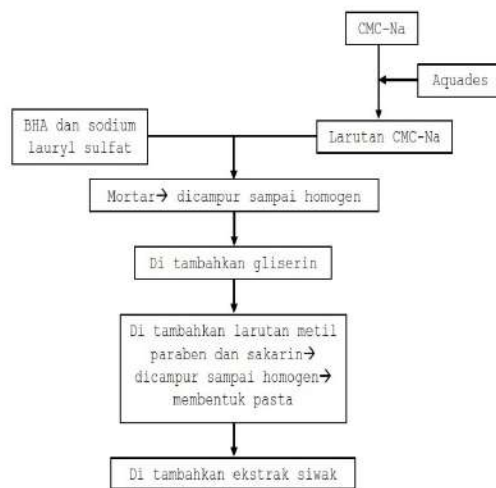 CMC-Na
Aquades
BHA dan sodium
lauryl sulfat
Larutan CMC-Na
Mortar→ dicampur sampai homogen
Di tambahkan gliserin
Di tambahkan larutan metil
paraben dan sakarin→
dicampur sampai homogen→
membentuk pasta
Di tambahkan ekstrak siwak